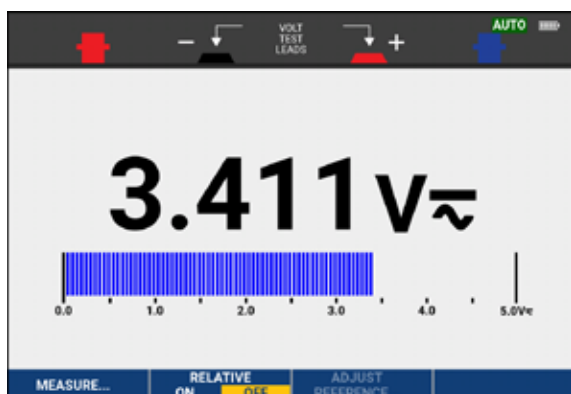 VOLT
TEST
LEADS
− +
AUTO
3.411 V
0.0 1.0 2.0 3.0 4.0 5.0V
MEASURE...
RELATIVE
ON OFF
ADJUST
REFERENCE...